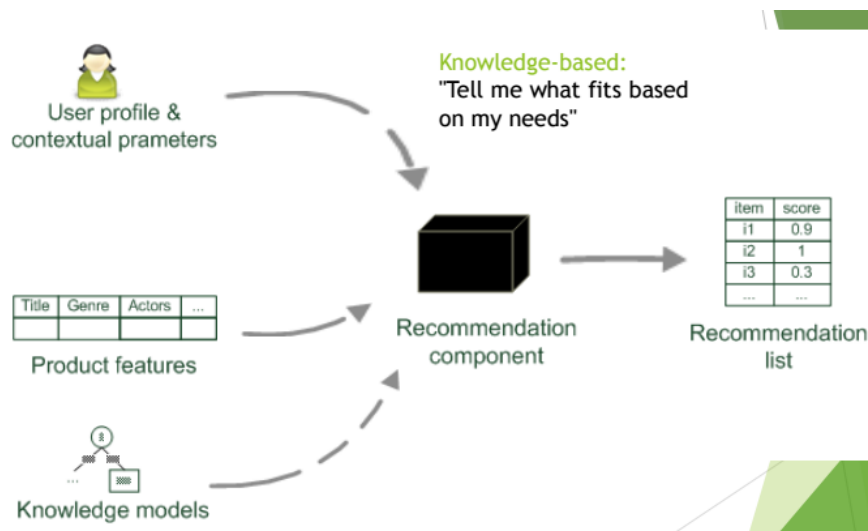 Knowledge-based:
"Tell me what fits based
on my needs"
User profile &
contextual prameters
item score
i1 0.9
i2 1
i3 0.3
... ...
Title Genre Actors ...
Product features
Recommendation
component
Recommendation
list
...
Knowledge models